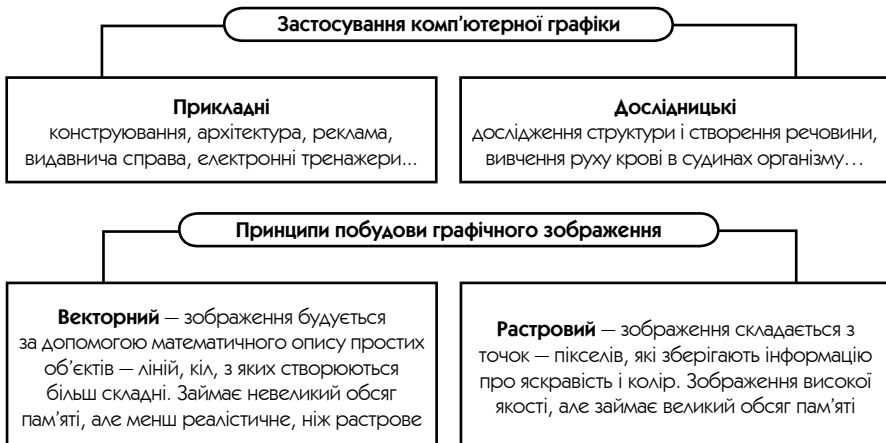 Застосування комп’ютерної графіки
Прикладні
конструювання, архітектура, реклама,
видавнича справа, електронні тренажери...
Дослідницькі
дослідження структури і створення речовини,
вивчення руху крові в судинах організму…
Принципи побудови графічного зображення
Векторний — зображення будується
за допомогою математичного опису простих
об’єктів — ліній, кіл, з яких створюються
більш складні. Займає невеликий обсяг
пам’яті, але менш реалістичне, ніж растрове
Растровий — зображення складається з
точок — пікселів, які зберігають інформацію
про яскравість і колір. Зображення високої
якості, але займає великий обсяг пам’яті